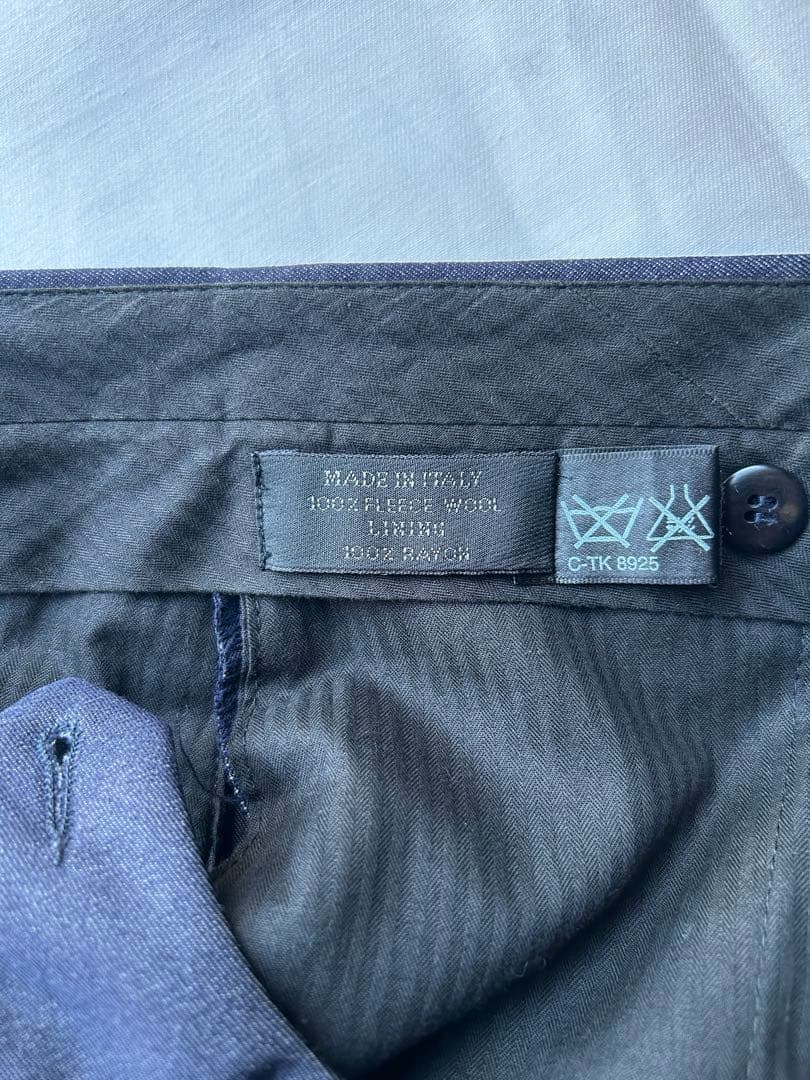 MADE IN ITALY
100% FLEECE WOOL
LINING
100% RAYON
C-TK 8925